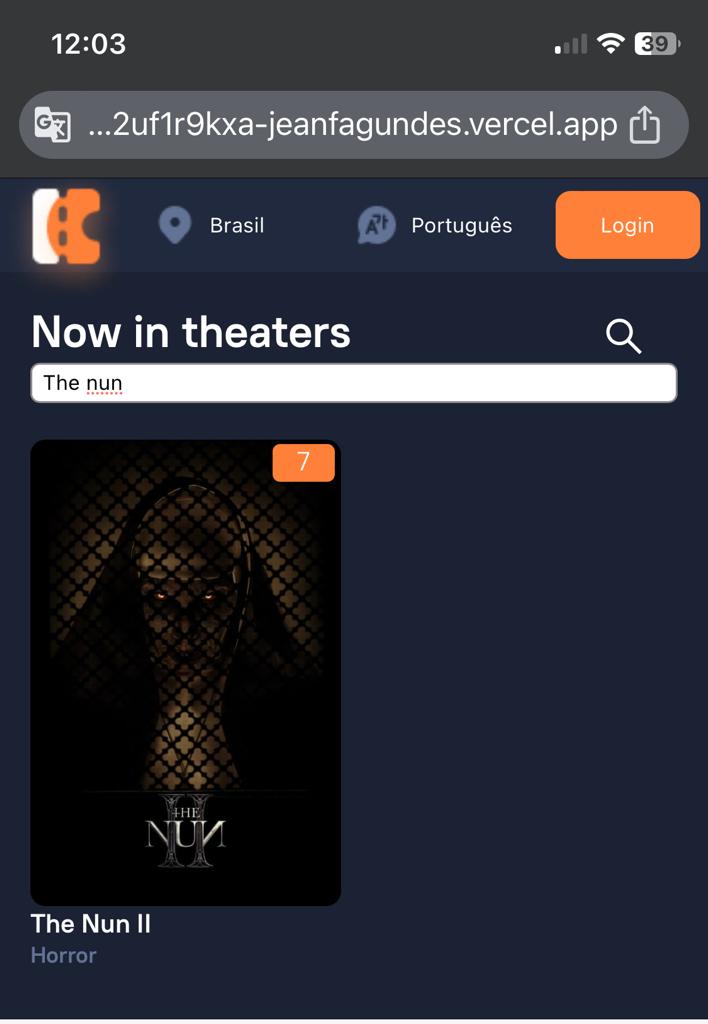 12:03
39
...2uf1r9kxa-jeanfagundes.vercel.app
Brasil
Português
Login
Now in theaters
The nun
7
THE
NUN
II
The Nun II
Horror